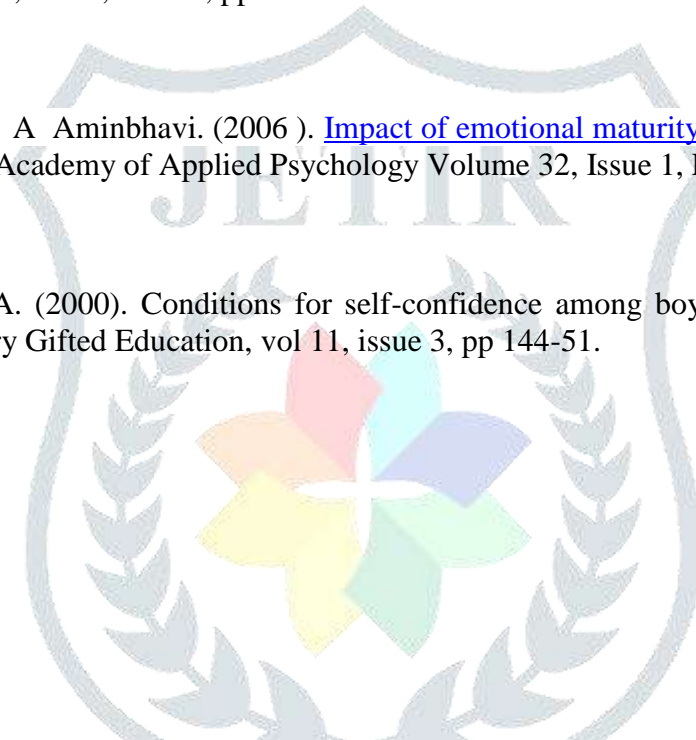 A Aminbhavi. (2006 ). Impact of emotional maturity
Academy of Applied Psychology Volume 32, Issue 1,
JETIR
A. (2000). Conditions for self-confidence among boy
ry Gifted Education, vol 11, issue 3, pp 144-51.